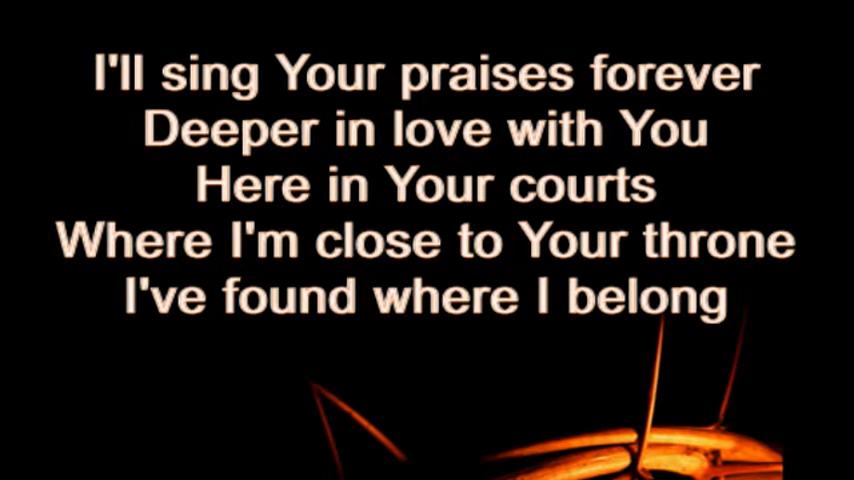 I'll sing Your praises forever
Deeper in love with You
Here in Your courts
Where I'm close to Your throne
I've found where I belong